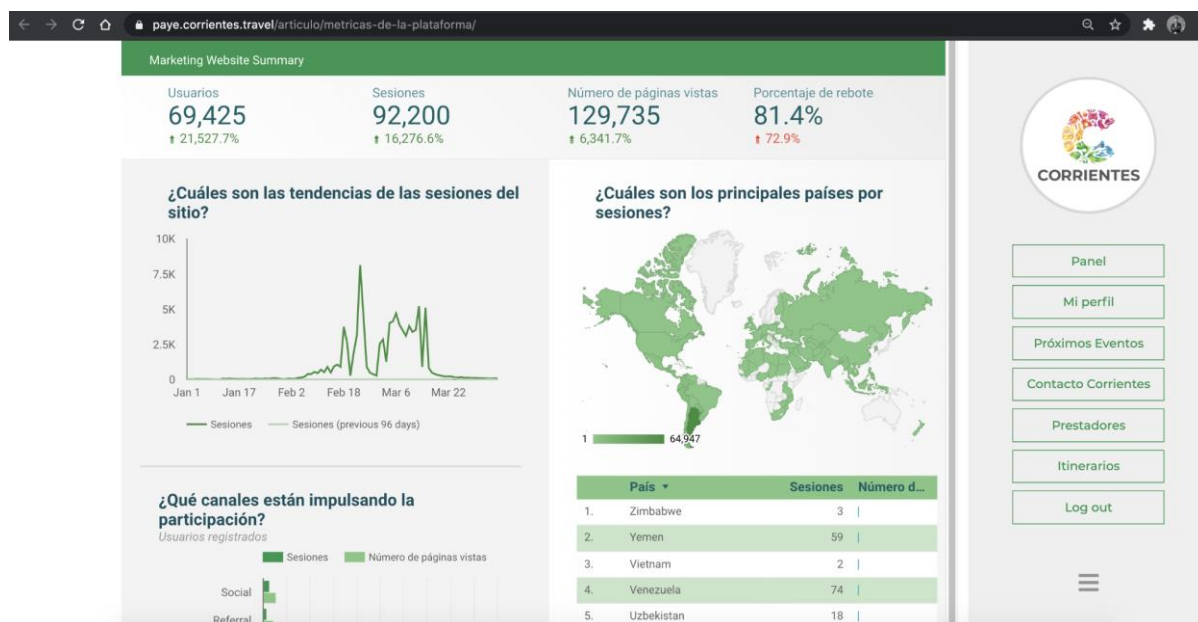 paye.corrientes.travel/articulo/metricas-de-la-plataforma/
Marketing Website Summary
Usuarios
69,425
21,527.7%
Sesiones
92,200
16,276.6%
Número de páginas vistas
129,735
6,341.7%
Porcentaje de rebote
81.4%
72.9%
¿Cuáles son las tendencias de las sesiones del
sitio?
10K
7.5K
5K
2.5K
0
Jan 1 Jan 17 Feb 2 Feb 18 Mar 6 Mar 22
Sesiones Sesiones (previous 96 days)
¿Qué canales están impulsando la
participación?
Usuarios registrados
Sesiones Número de páginas vistas
Social
Referral
¿Cuáles son los principales países por
sesiones?
1 64,947
País Sesiones Número d...
1. Zimbabwe 3
2. Yemen 59
3. Vietnam 2
4. Venezuela 74
5. Uzbekistan 18
CORRIENTES
Panel
Mi perfil
Próximos Eventos
Contacto Corrientes
Prestadores
Itinerarios
Log out